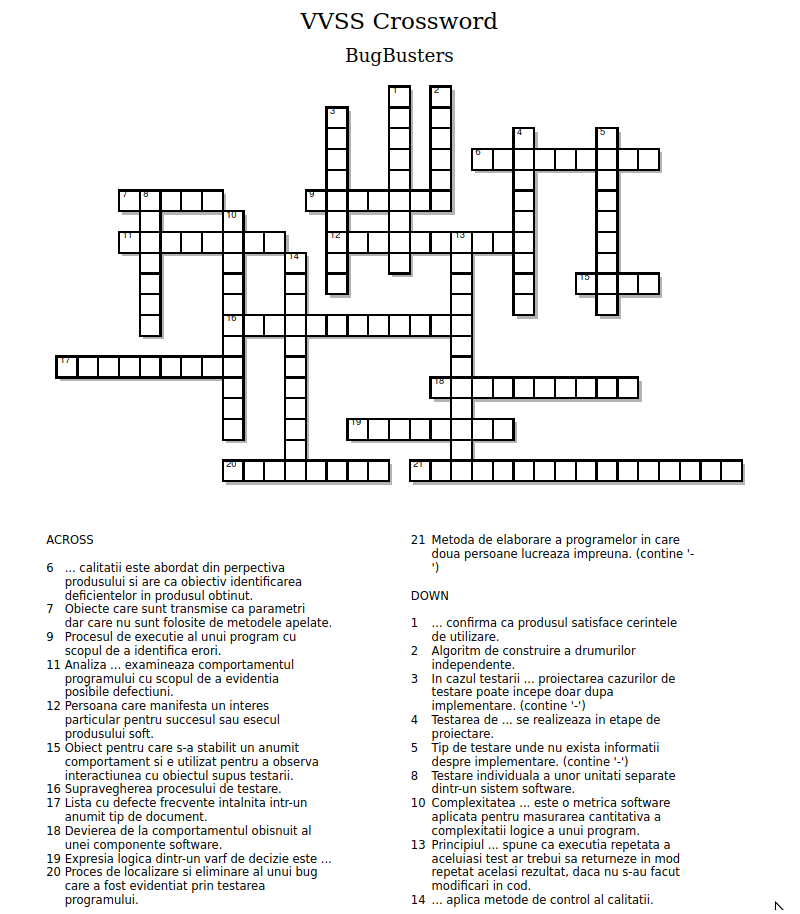 VVSS Crossword
BugBusters
1 2
3
4 5
6
7 8 9
10
11 12 13
14
15
16
17
18
19
20 21
ACROSS
6 ... calitatii este abordat din perpectiva
produsului si are ca obiectiv identificarea
deficientelor in produsul obtinut.
7 Obiecte care sunt transmise ca parametri
dar care nu sunt folosite de metodele apelate.
9 Procesul de executie al unui program cu
scopul de a identifica erori.
11 Analiza ... examineaza comportamentul
programului cu scopul de a evidentia
posibile defectiuni.
12 Persoana care manifesta un interes
particular pentru succesul sau esecul
produsului soft.
15 Obiect pentru care s-a stabilit un anumit
comportament si e utilizat pentru a observa
interactiunea cu obiectul supus testarii.
16 Supravegherea procesului de testare.
17 Lista cu defecte frecvente intalnita intr-un
anumit tip de document.
18 Devierea de la comportamentul obisnuit al
unei componente software.
19 Expresia logica dintr-un varf de decizie este ...
20 Proces de localizare si eliminare al unui bug
care a fost evidentiat prin testarea
programului.
21 Metoda de elaborare a programelor in care
doua persoane lucreaza impreuna. (contine '-
')
DOWN
1 ... confirma ca produsul satisface cerintele
de utilizare.
2 Algoritm de construire a drumurilor
independente.
3 In cazul testarii ... proiectarea cazurilor de
testare poate incepe doar dupa
implementare. (contine '-')
4 Testarea de ... se realizeaza in etape de
proiectare.
5 Tip de testare unde nu exista informatii
despre implementare. (contine '-')
8 Testare individuala a unor unitati separate
dintr-un sistem software.
10 Complexitatea ... este o metrica software
aplicata pentru masurarea cantitativa a
complexitatii logice a unui program.
13 Principiul ... spune ca executia repetata a
aceluiasi test ar trebui sa returneze in mod
repetat acelasi rezultat, daca nu s-au facut
modificari in cod.
14 ... aplica metode de control al calitatii.